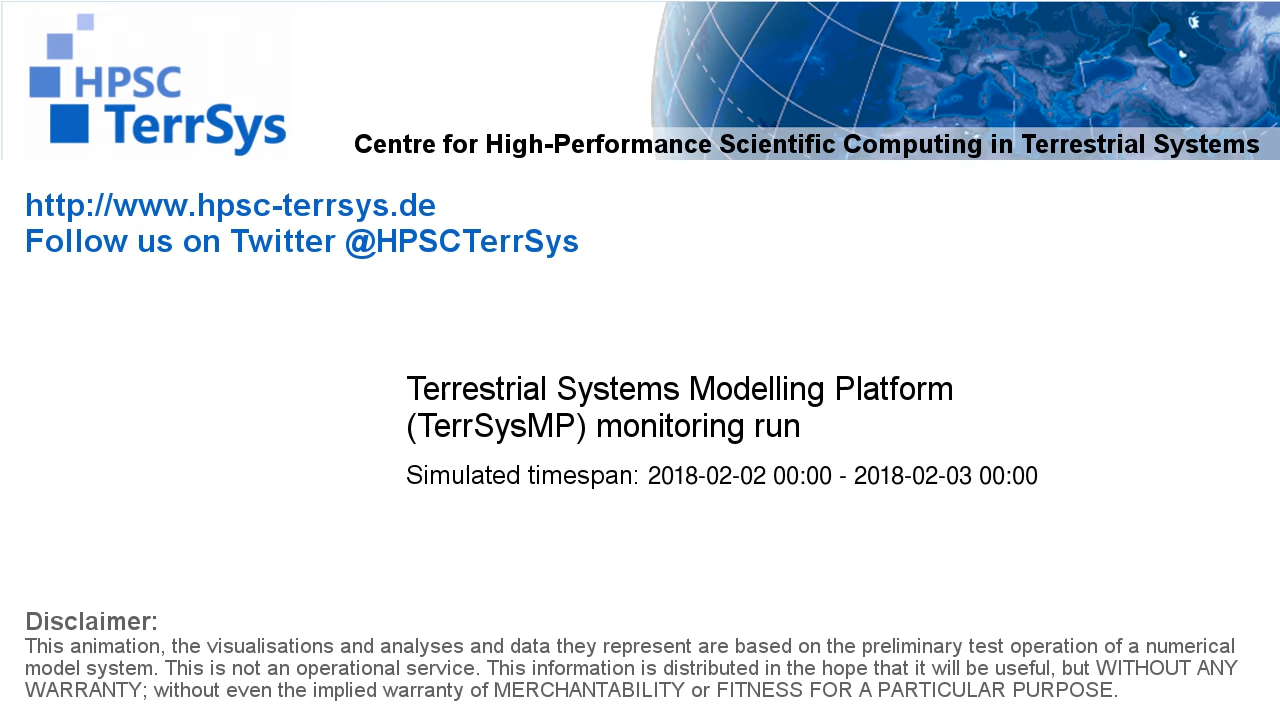 HPSC
TerrSys
Centre for High-Performance Scientific Computing in Terrestrial Systems
http://www.hpsc-terrsys.de
Follow us on Twitter @HPSCTerrSys
Terrestrial Systems Modelling Platform
(TerrSysMP) monitoring run
Simulated timespan: 2018-02-02 00:00 - 2018-02-03 00:00
Disclaimer:
This animation, the visualisations and analyses and data they represent are based on the preliminary test operation of a numerical
model system. This is not an operational service. This information is distributed in the hope that it will be useful, but WITHOUT ANY
WARRANTY; without even the implied warranty of MERCHANTABILITY or FITNESS FOR A PARTICULAR PURPOSE.